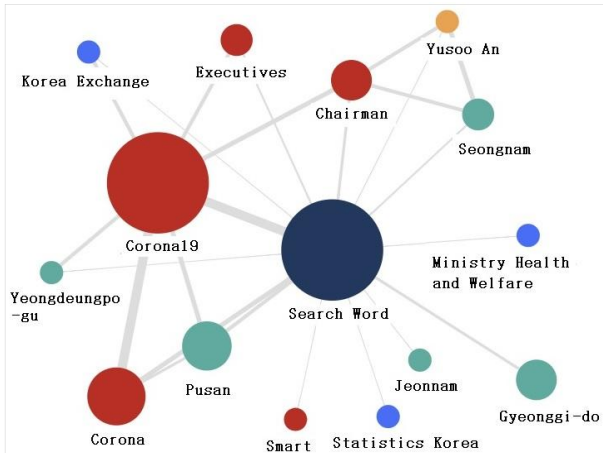 Yusoo An
Executives
Korea Exchange
Chairman
Seongnam
Corona19
Ministry Health
and Welfare
Yeongdeungpo
-gu
Search Word
Pusan
Jeonnam
Gyeonggi-do
Corona
Smart
Statistics Korea